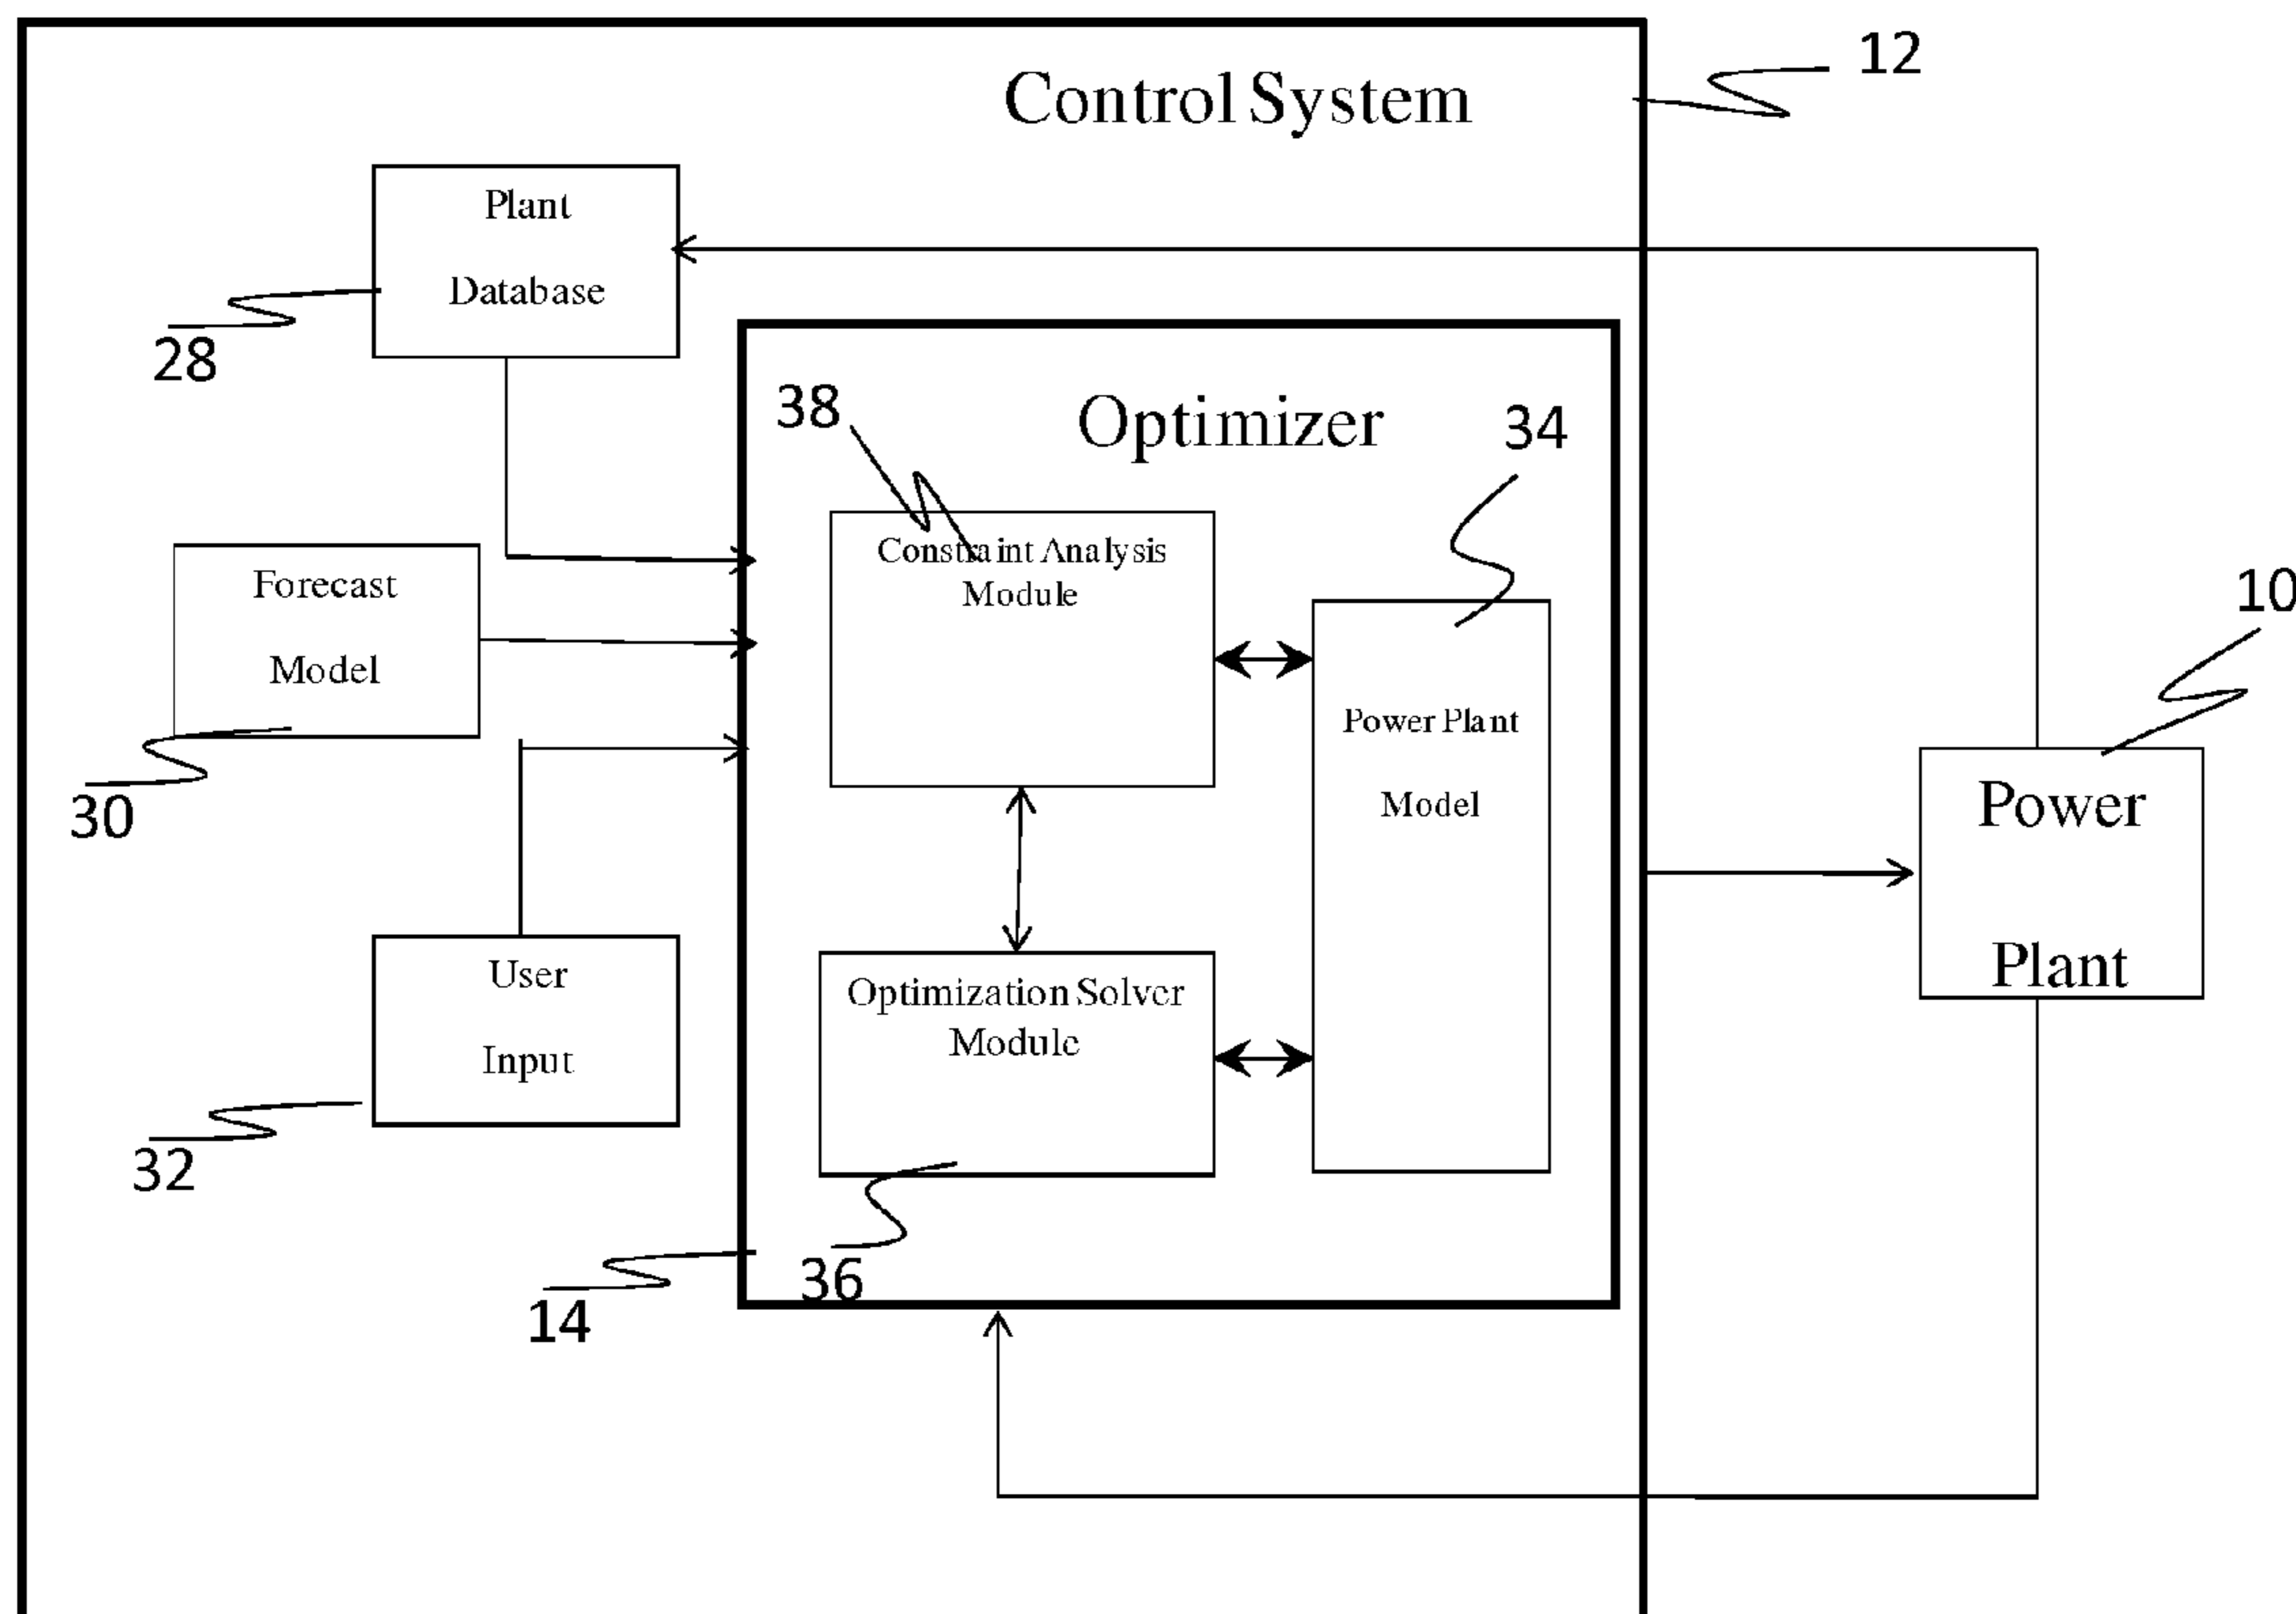 12
Control System
Plant
Database
28
38
Optimizer
34
Constraint Analysis
Module
Forecast
Model
30
10
Power Plant
Model
Power
Plant
User
Input
32
Optimization Solver
Module
36
14